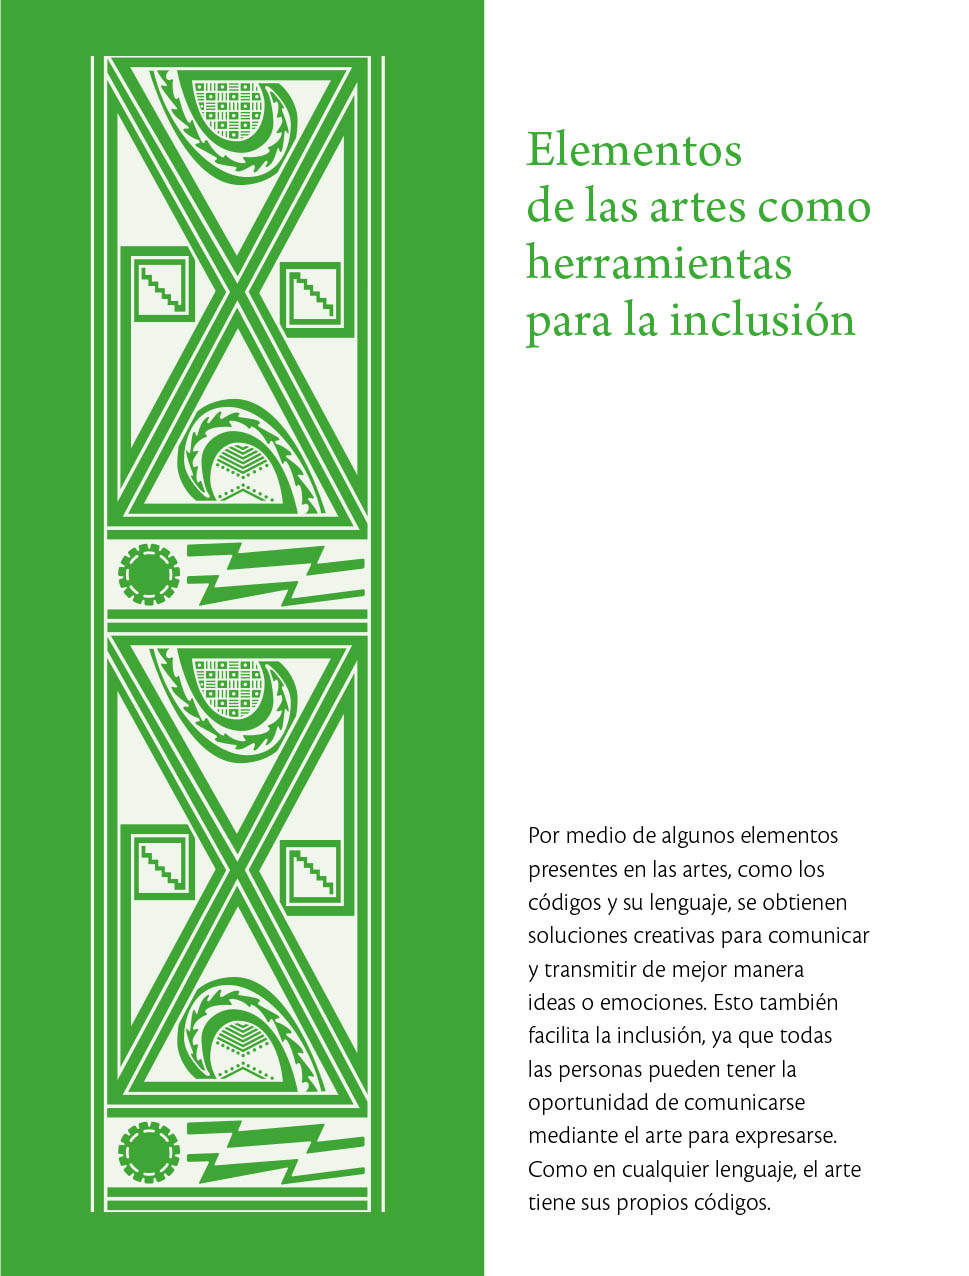 Elementos
de las artes como
herramientas
para la inclusión
Por medio de algunos elementos
presentes en las artes, como los
códigos y su lenguaje, se obtienen
soluciones creativas para comunicar
y transmitir de mejor manera
ideas o emociones. Esto también
facilita la inclusión, ya que todas
las personas pueden tener la
oportunidad de comunicarse
mediante el arte para expresarse.
Como en cualquier lenguaje, el arte
tiene sus propios códigos.